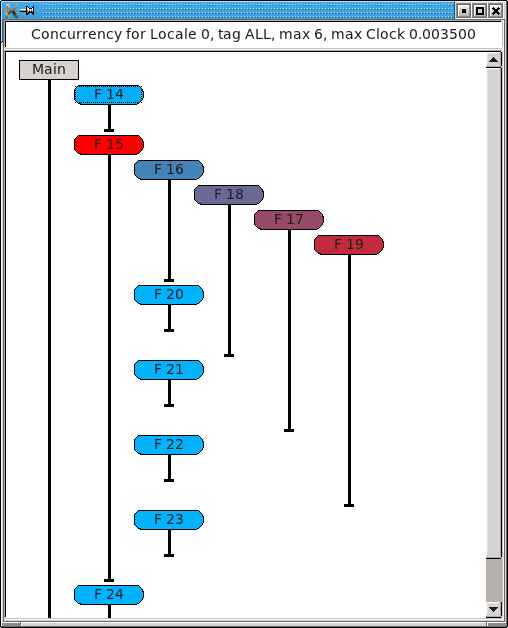 Concurrency for Locale 0, tag ALL, max 6, max Clock 0.003500
Main
F 14
F 15
F 16
F 18
F 17
F 19
F 20
F 21
F 22
F 23
F 24